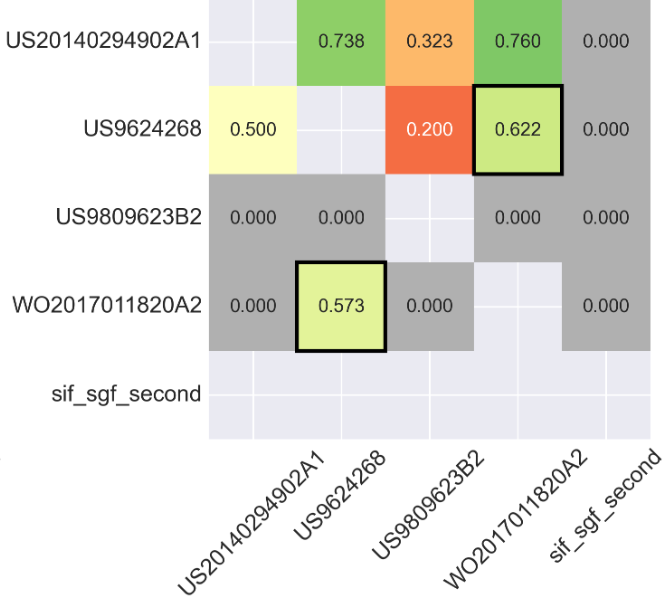 US20140294902A1 0.738 0.323 0.760 0.000
US9624268 0.500 0.200 0.622 0.000
US9809623B2 0.000 0.000 0.000 0.000
WO2017011820A2 0.000 0.573 0.000 0.000
sif_sgf_second
US20140294902A1 US9624268 US9809623B2 WO2017011820A2 sif_sgf_second